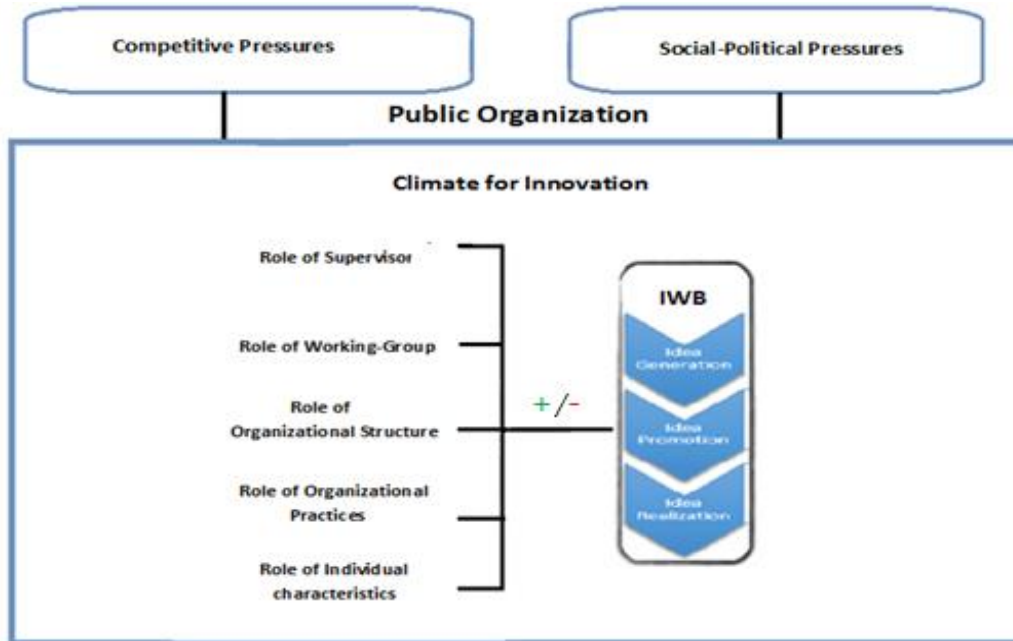 Competitive Pressures
Social-Political Pressures
Public Organization
Climate for Innovation
Role of Supervisor
Role of Working-Group
Role of
Organizational Structure
Role of Organizational
Practices
Role of Individual
characteristics
+/-
IWB
Idea
Generation
Idea
Promotion
Idea
Realization